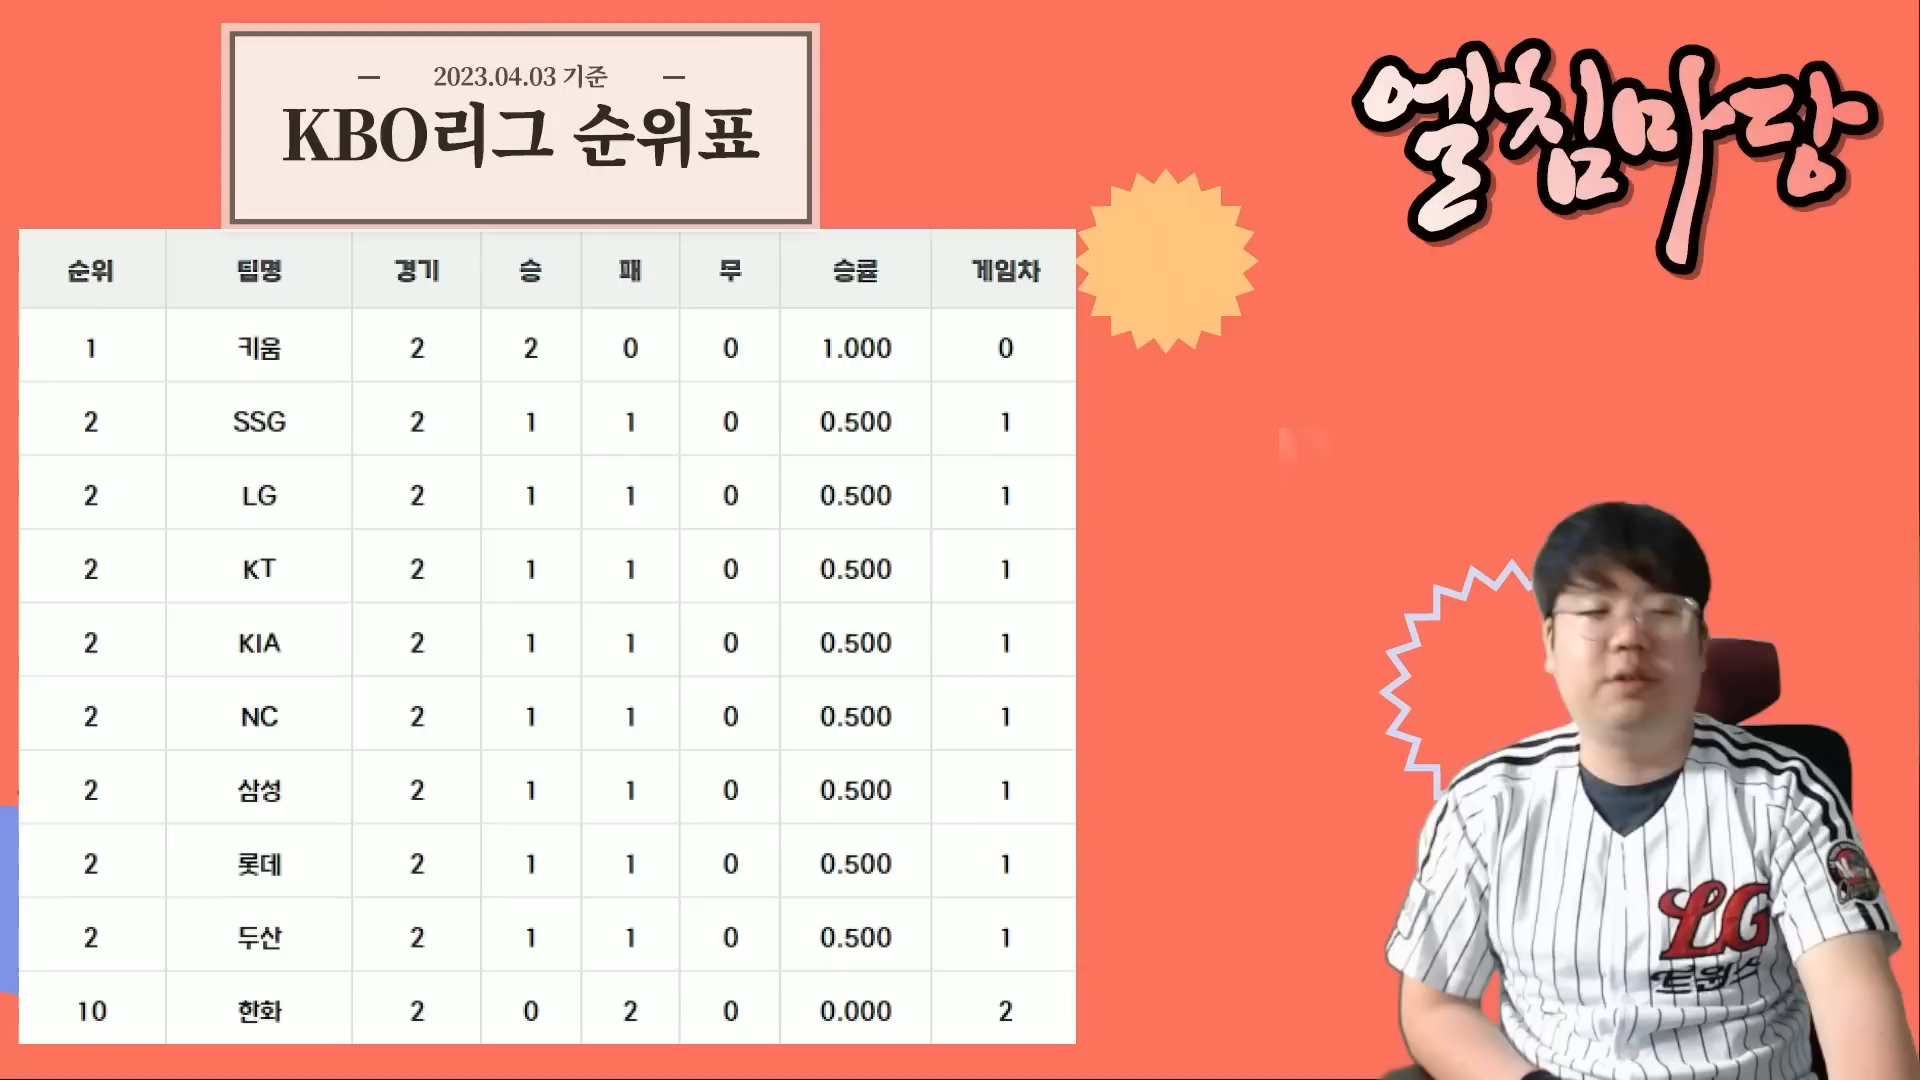 2023.04.03 기준
KBO리그 순위표
엘침마당
순위 팀명 경기 승 패 무 승률 게임차
1 키움 2 2 0 0 1.000 0
2 SSG 2 1 1 0 0.500 1
2 LG 2 1 1 0 0.500 1
2 KT 2 1 1 0 0.500 1
2 KIA 2 1 1 0 0.500 1
2 NC 2 1 1 0 0.500 1
2 삼성 2 1 1 0 0.500 1
2 롯데 2 1 1 0 0.500 1
2 두산 2 1 1 0 0.500 1
10 한화 2 0 2 0 0.000 2
LG
트윈스